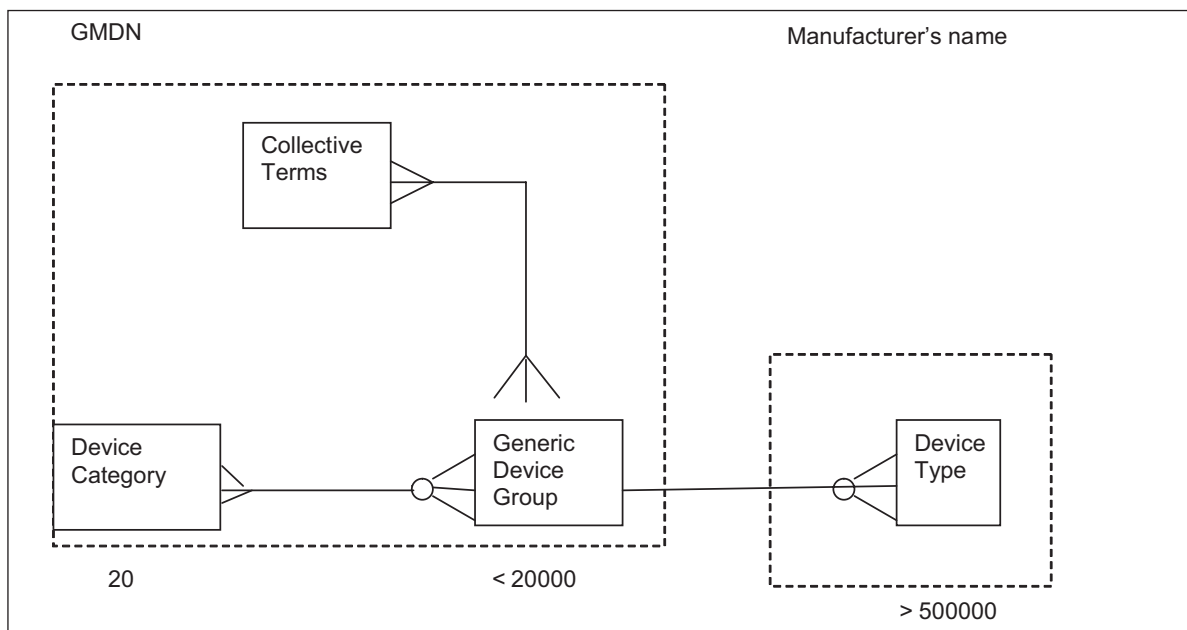 GMDN
Manufacturer’s name
Collective
Terms
Device
Category
Generic
Device
Group
Device
Type
20
< 20000
> 500000